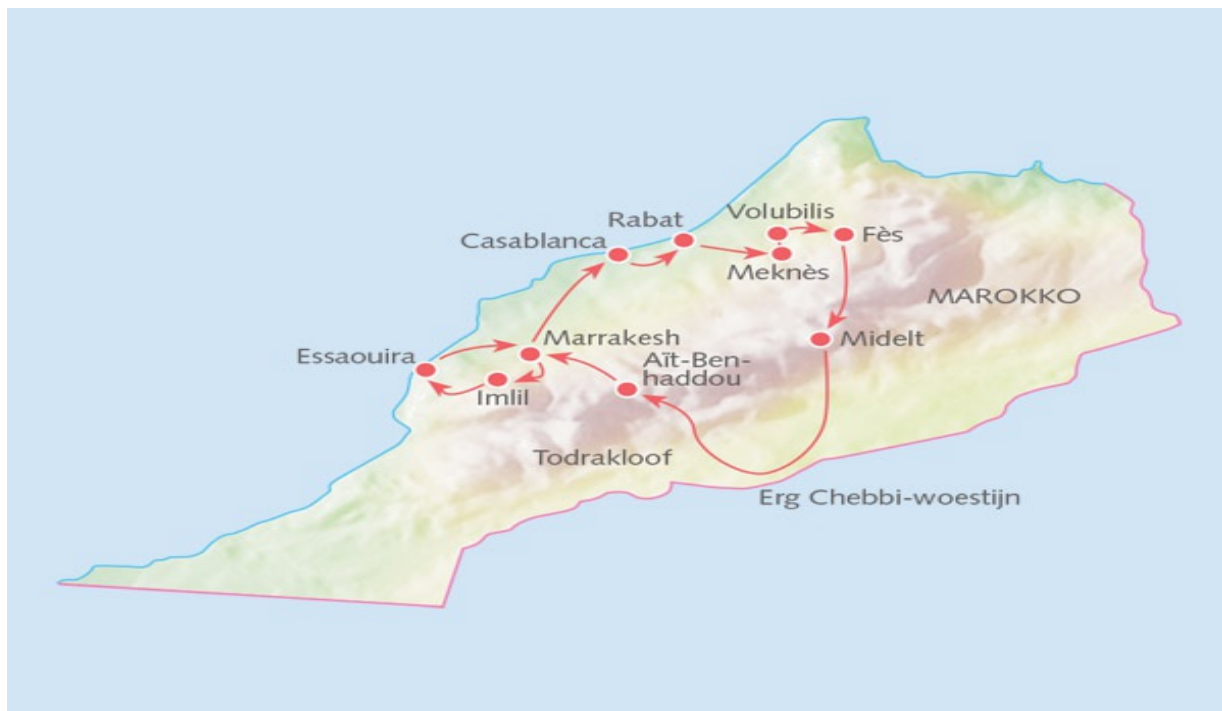 Volubilis
Rabat
Fès
Casablanca
Meknès
MAROKKO
Marrakesh
Midelt
Essaouira
Aït-Ben-
haddou
Imlil
Todrakloof
Erg Chebbi-woestijn